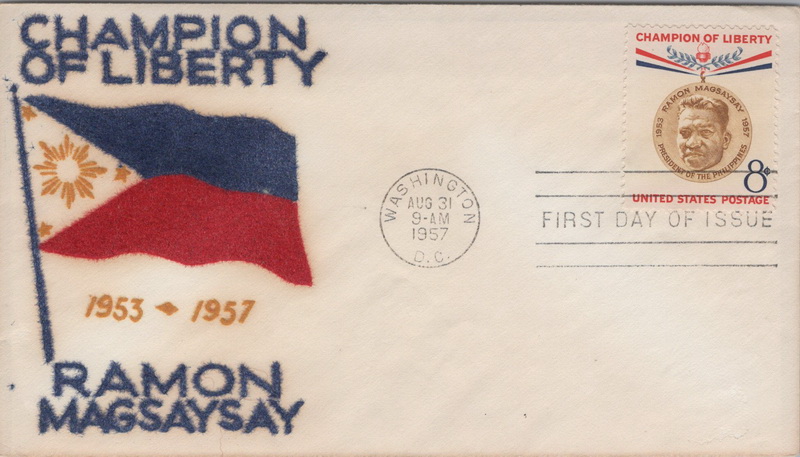 CHAMPION
OF LIBERTY
1953 ✦ 1957
RAMON
MAGSAYSAY
WASHINGTON
AUG 31
9-AM
1957
D.C.
CHAMPION OF LIBERTY
1953 RAMON MAGSAYSAY 1957
PRESIDENT OF THE PHILIPPINES
8¢
UNITED STATES POSTAGE
FIRST DAY OF ISSUE